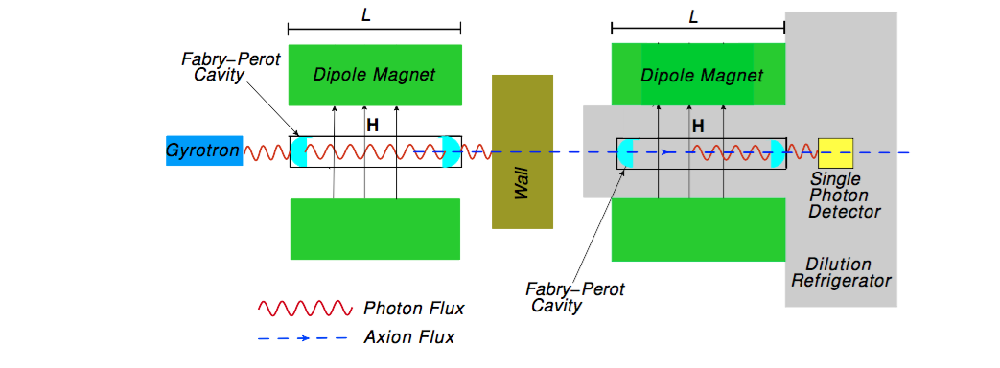 L
L
Fabry–Perot
Cavity
Dipole Magnet
Dipole Magnet
H
H
Gyrotron
Wall
Single
Photon
Detector
Dilution
Refrigerator
Fabry–Perot
Cavity
Photon Flux
Axion Flux